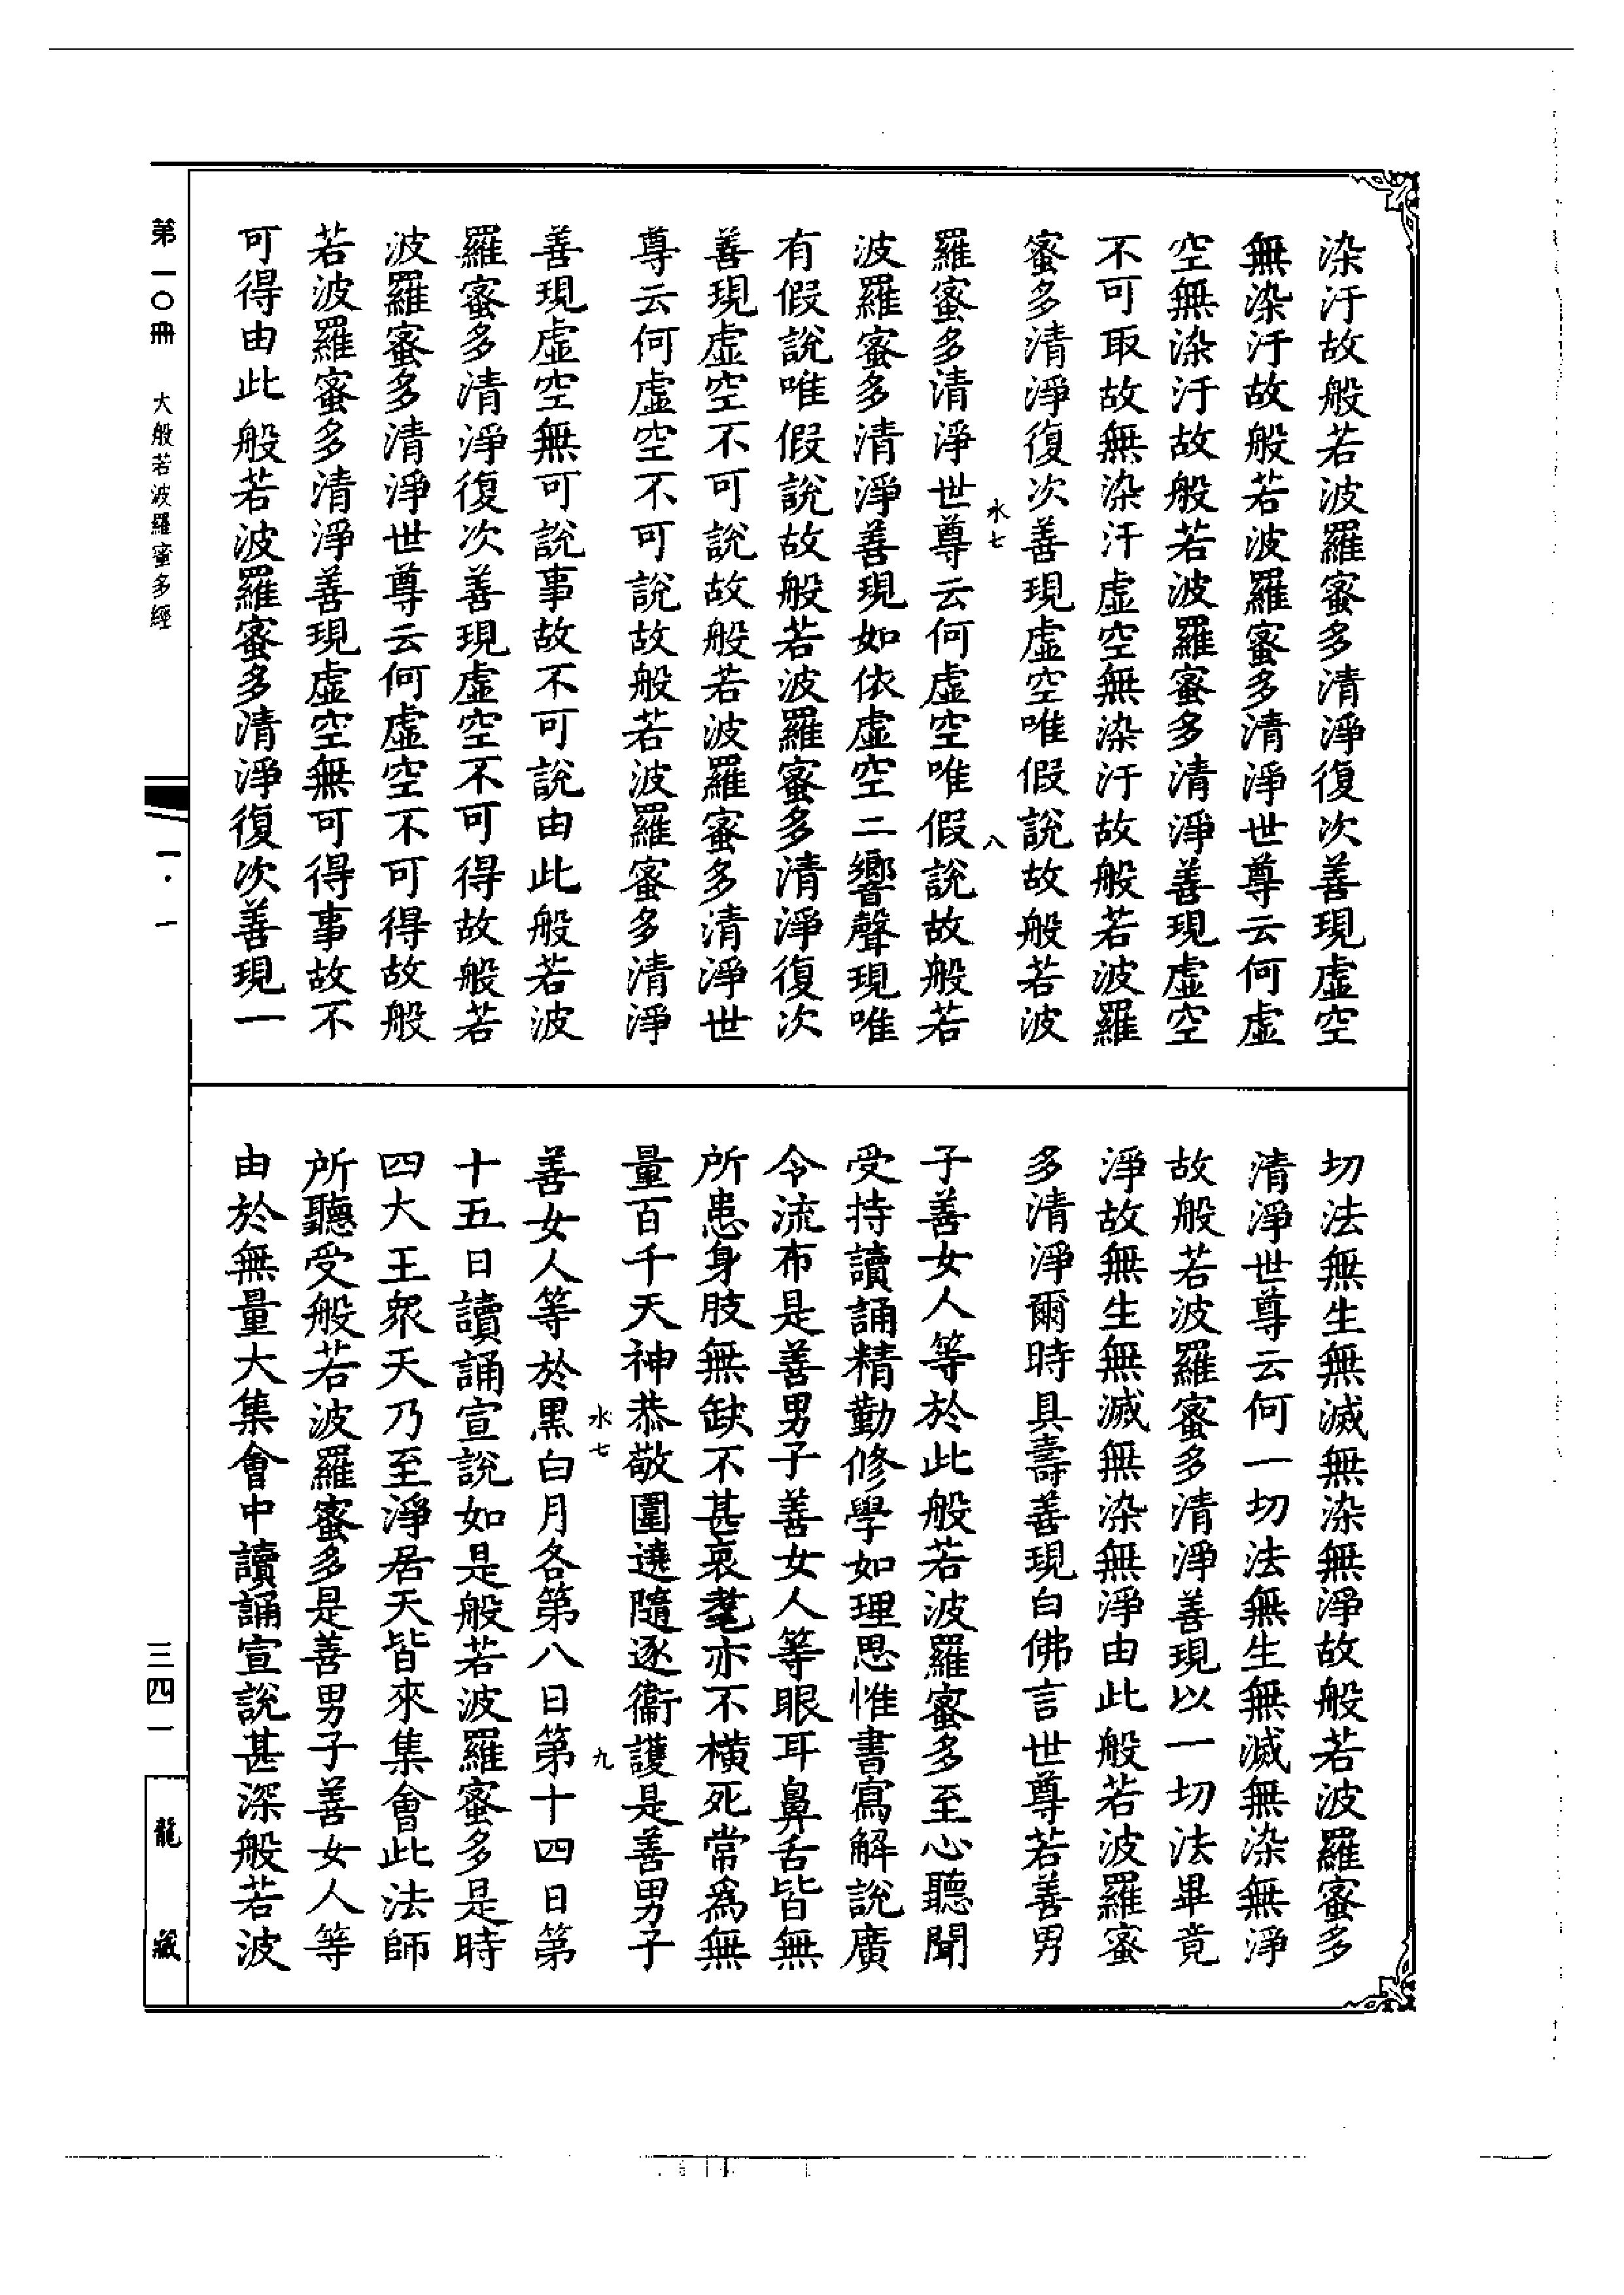 染汙故般若波羅蜜多清淨復次善現虛空
無染汙故般若波羅蜜多清淨世尊云何虛
空無染汙故般若波羅蜜多清淨善現虛空
不可取故無染汙虛空無染汙故般若波羅
蜜多清淨復次善現虛空唯假說故般若波
水七
八
羅蜜多清淨世尊云何虛空唯假說故般若
波羅蜜多清淨善現如依虛空二響聲現唯
有假說唯假說故般若波羅蜜多清淨復次
善現虛空不可說故般若波羅蜜多清淨世
尊云何虛空不可說故般若波羅蜜多清淨
善現虛空無可說事故不可說由此般若波
羅蜜多清淨復次善現虛空不可得故般若
波羅蜜多清淨世尊云何虛空不可得故般
若波羅蜜多清淨善現虛空無可得事故不
可得由此般若波羅蜜多清淨復次善現一
切法無生無滅無染無淨故般若波羅蜜多
清淨世尊云何一切法無生無滅無染無淨
故般若波羅蜜多清淨善現以一切法畢竟
淨故無生無滅無染無淨由此般若波羅蜜
多清淨爾時具壽善現白佛言世尊若善男
子善女人等於此般若波羅蜜多至心聽聞
受持讀誦精勤修學如理思惟書寫解說廣
令流布是善男子善女人等眼耳鼻舌皆無
所患身肢無缺不甚衰耄亦不橫死常爲無
量百千天神恭敬圍遶隨逐衞護是善男子
水七
九
善女人等於黑白月各第八日第十四日第
十五日讀誦宣說如是般若波羅蜜多是時
四大王衆天乃至淨居天皆來集會此法師
所聽受般若波羅蜜多是善男子善女人等
由於無量大集會中讀誦宣說甚深般若波
第一〇冊
大般若波羅蜜多經
一・一
三四一
龍藏